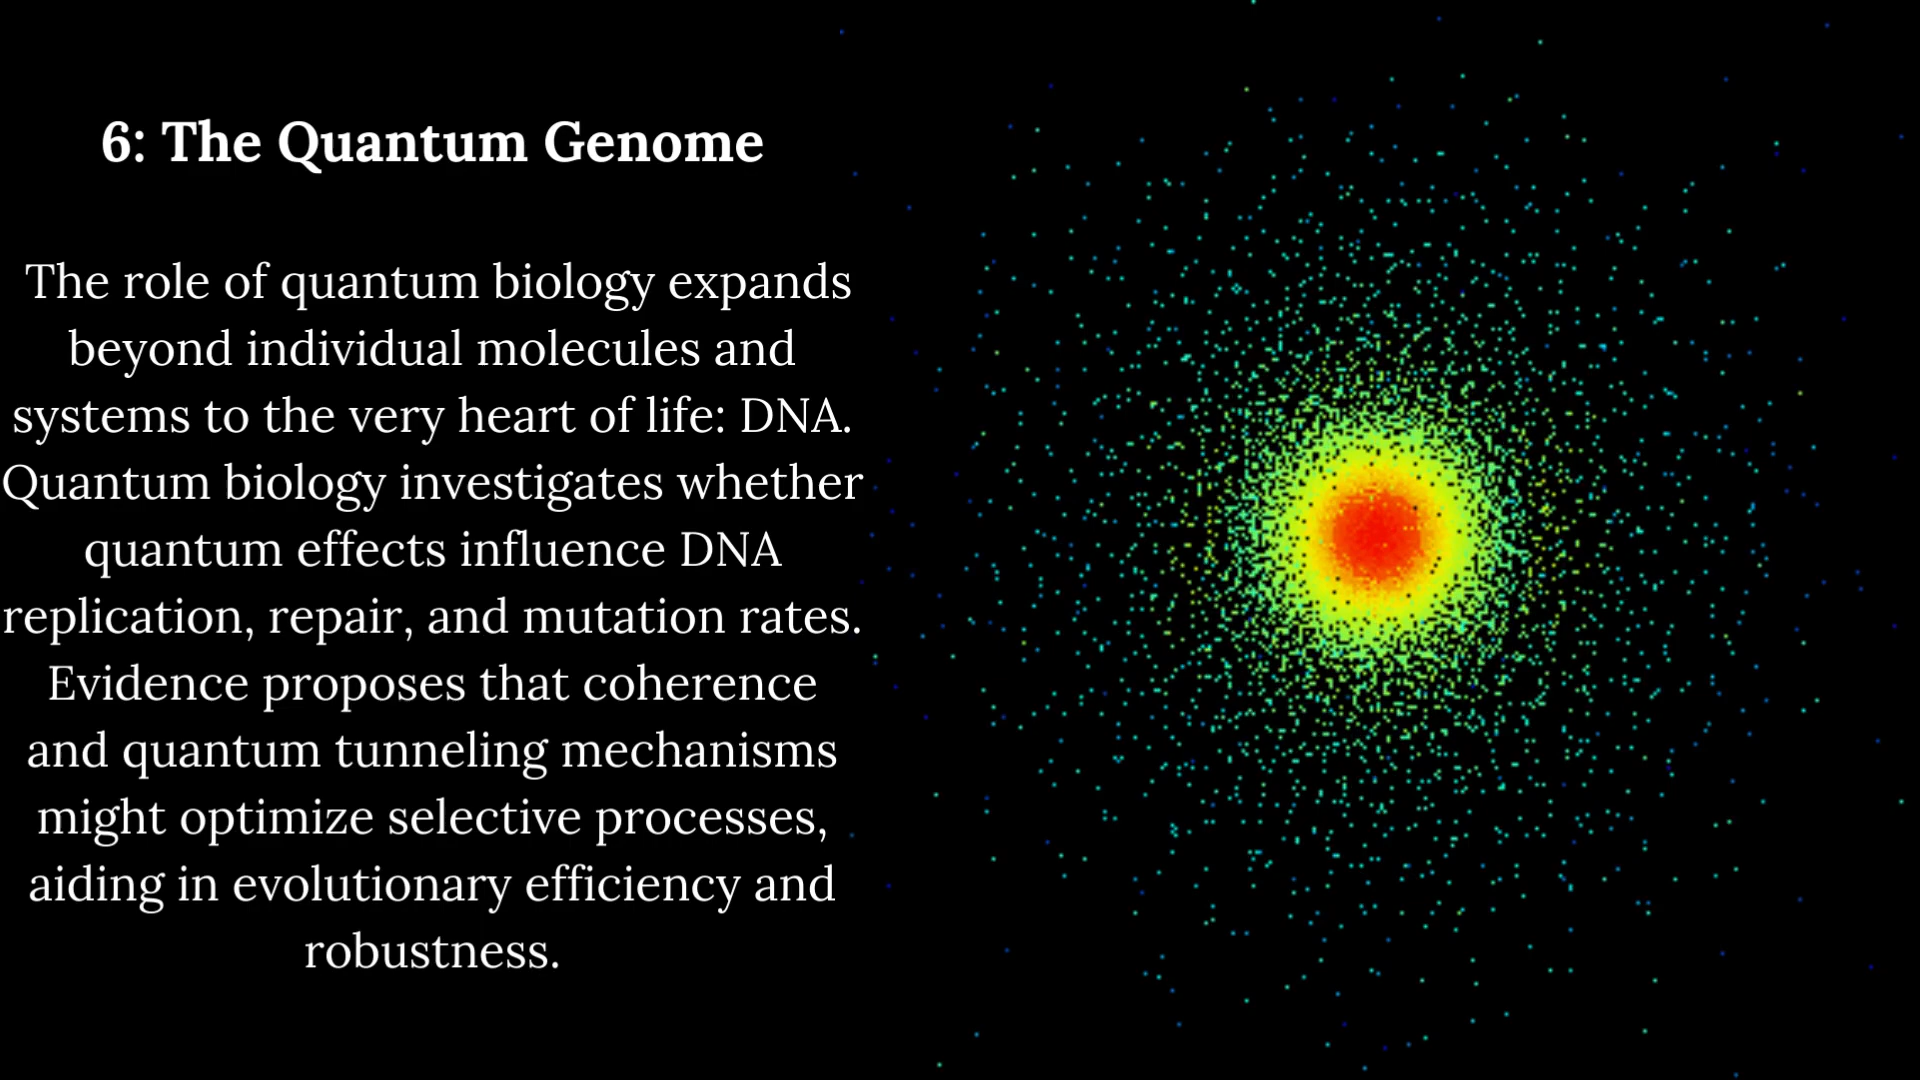 6: The Quantum Genome
The role of quantum biology expands
beyond individual molecules and
systems to the very heart of life: DNA.
Quantum biology investigates whether
quantum effects influence DNA
replication, repair, and mutation rates.
Evidence proposes that coherence
and quantum tunneling mechanisms
might optimize selective processes,
aiding in evolutionary efficiency and
robustness.